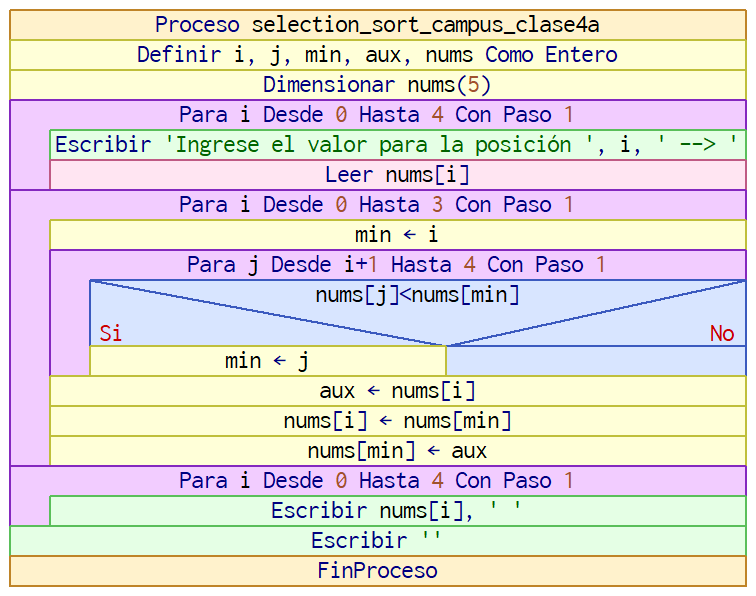 Proceso selection_sort_campus_clase4a
Definir i, j, min, aux, nums Como Entero
Dimensionar nums(5)
Para i Desde 0 Hasta 4 Con Paso 1
Escribir 'Ingrese el valor para la posición ', i, ' --> '
Leer nums[i]
Para i Desde 0 Hasta 3 Con Paso 1
min ← i
Para j Desde i+1 Hasta 4 Con Paso 1
nums[j]<nums[min]
Si No
min ← j
aux ← nums[i]
nums[i] ← nums[min]
nums[min] ← aux
Para i Desde 0 Hasta 4 Con Paso 1
Escribir nums[i], ' '
Escribir ''
FinProceso